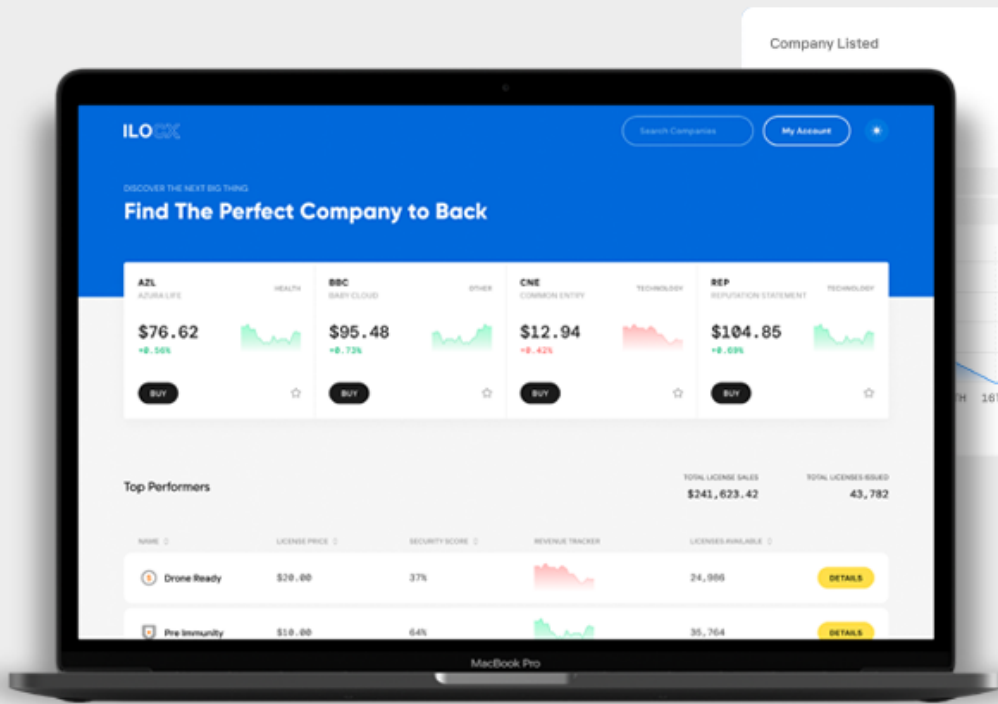 Company Listed
ILOCX
Search Companies
My Account
DISCOVER THE NEXT BIG THING
Find The Perfect Company to Back
AZL
AZURA LIFE
HEALTH
$76.62
+0.56%
BUY
BBC
BABY CLOUD
OTHER
$95.48
+0.73%
BUY
CNE
COMMON ENTITY
TECHNOLOGY
$12.94
-0.42%
BUY
REP
REPUTATION STATEMENT
TECHNOLOGY
$104.85
+0.69%
BUY
TH 16T
Top Performers
TOTAL LICENSE SALES
$241,623.42
TOTAL LICENSES ISSUED
43,782
NAME LICENSE PRICE SECURITY SCORE REVENUE TRACKER LICENSES AVAILABLE
Drone Ready $20.00 37% 24,986 DETAILS
Pre Immunity $10.00 64% 35,764 DETAILS
MacBook Pro